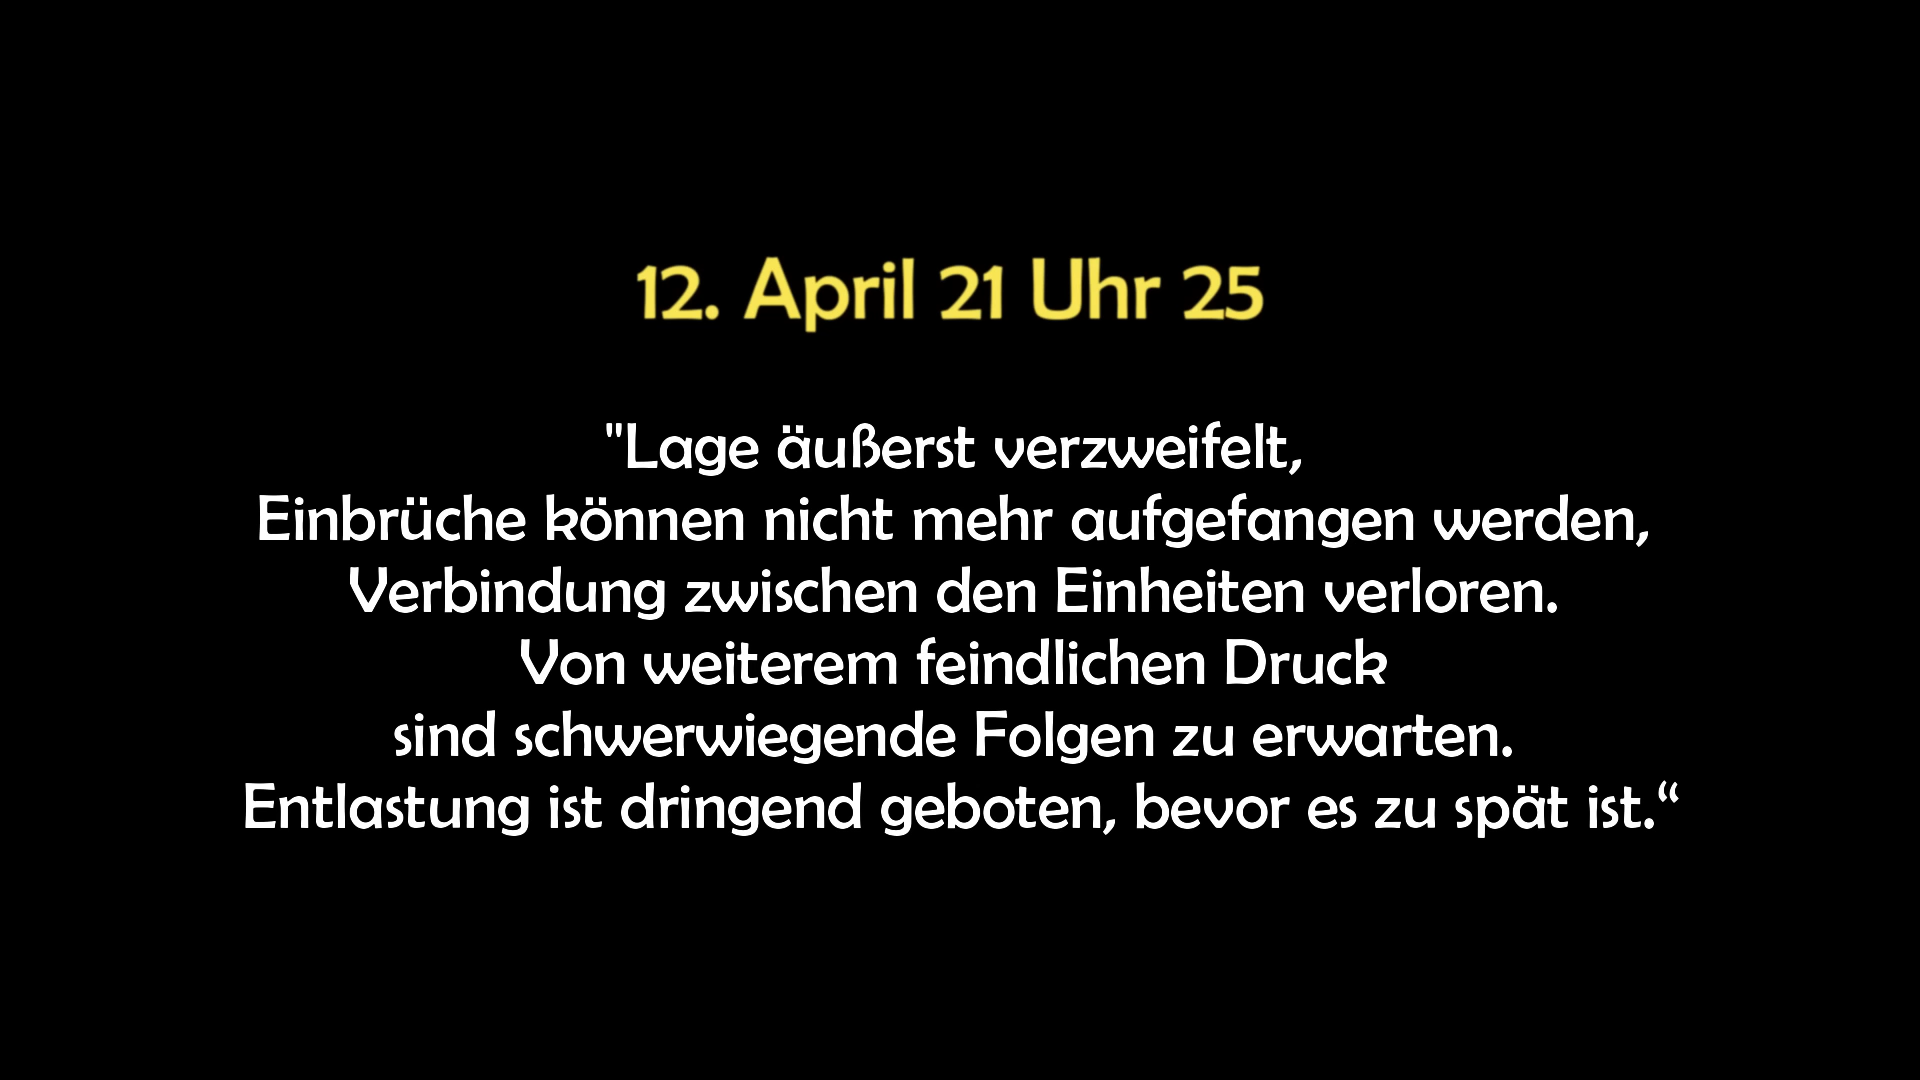 12. April 21 Uhr 25
"Lage äußerst verzweifelt,
Einbrüche können nicht mehr aufgefangen werden,
Verbindung zwischen den Einheiten verloren.
Von weiterem feindlichen Druck
sind schwerwiegende Folgen zu erwarten.
Entlastung ist dringend geboten, bevor es zu spät ist.“